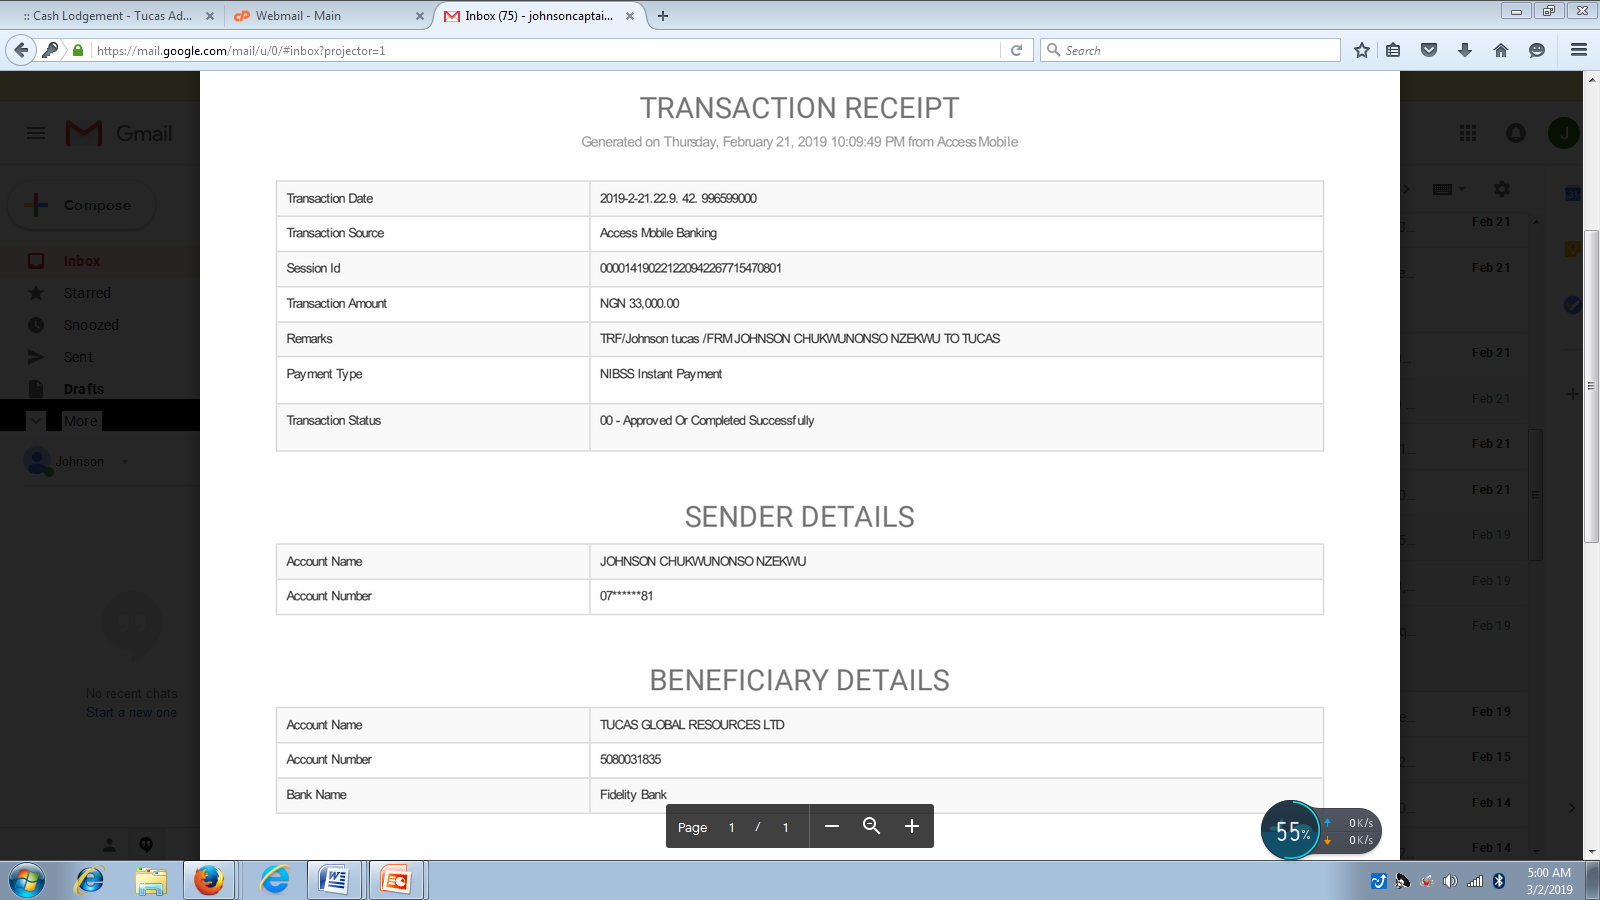 :: Cash Lodgement - Tucas Ad...
Webmail - Main
Inbox (75) - johnsoncaptai...
https://mail.google.com/mail/u/0/#inbox?projector=1
Search
Gmail
Compose
Inbox
Starred
Snoozed
Sent
Drafts
More
Johnson
No recent chats
Start a new one
TRANSACTION RECEIPT
Generated on Thursday, February 21, 2019 10:09:49 PM from Access Mobile
Transaction Date 2019-2-21.22.9. 42. 996599000
Transaction Source Access Mobile Banking
Session Id 000014190221220942267715470801
Transaction Amount NGN 33,000.00
Remarks TRF/Johnson tucas /FRM JOHNSON CHUKWUNONSO NZEKWU TO TUCAS
Payment Type NIBSS Instant Payment
Transaction Status 00 - Approved Or Completed Successfully
SENDER DETAILS
Account Name JOHNSON CHUKWUNONSO NZEKWU
Account Number 07******81
BENEFICIARY DETAILS
Account Name TUCAS GLOBAL RESOURCES LTD
Account Number 5080031835
Bank Name Fidelity Bank
Page 1 / 1
J
31
Feb 21
Feb 21
Feb 21
Feb 21
Feb 21
Feb 21
Feb 19
Feb 19
Feb 19
Feb 19
Feb 15
Feb 14
Feb 14
55%
0 K/s
0 K/s
5:00 AM
3/2/2019